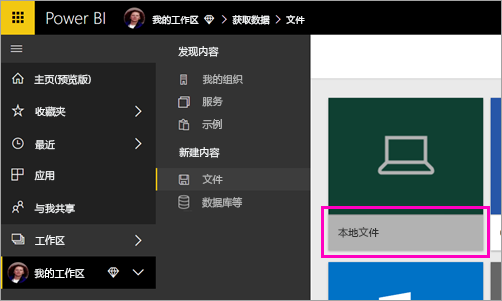 Power BI 我的工作区 > 获取数据 > 文件
主页(预览版)
收藏夹
最近
应用
与我共享
工作区
我的工作区
发现内容
我的组织
服务
示例
新建内容
文件
数据库等
本地文件